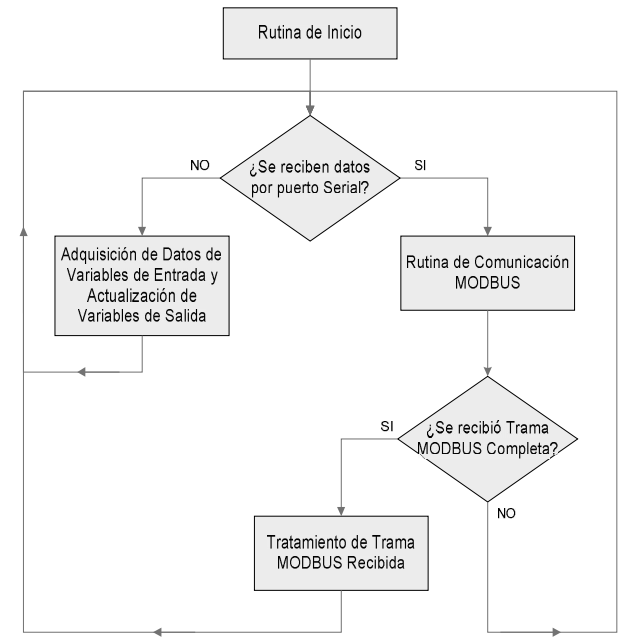 Rutina de Inicio
¿Se reciben datos
por puerto Serial?
NO
SI
Adquisición de Datos de
Variables de Entrada y
Actualización de
Variables de Salida
Rutina de Comunicación
MODBUS
¿Se recibió Trama
MODBUS Completa?
SI
NO
Tratamiento de Trama
MODBUS Recibida